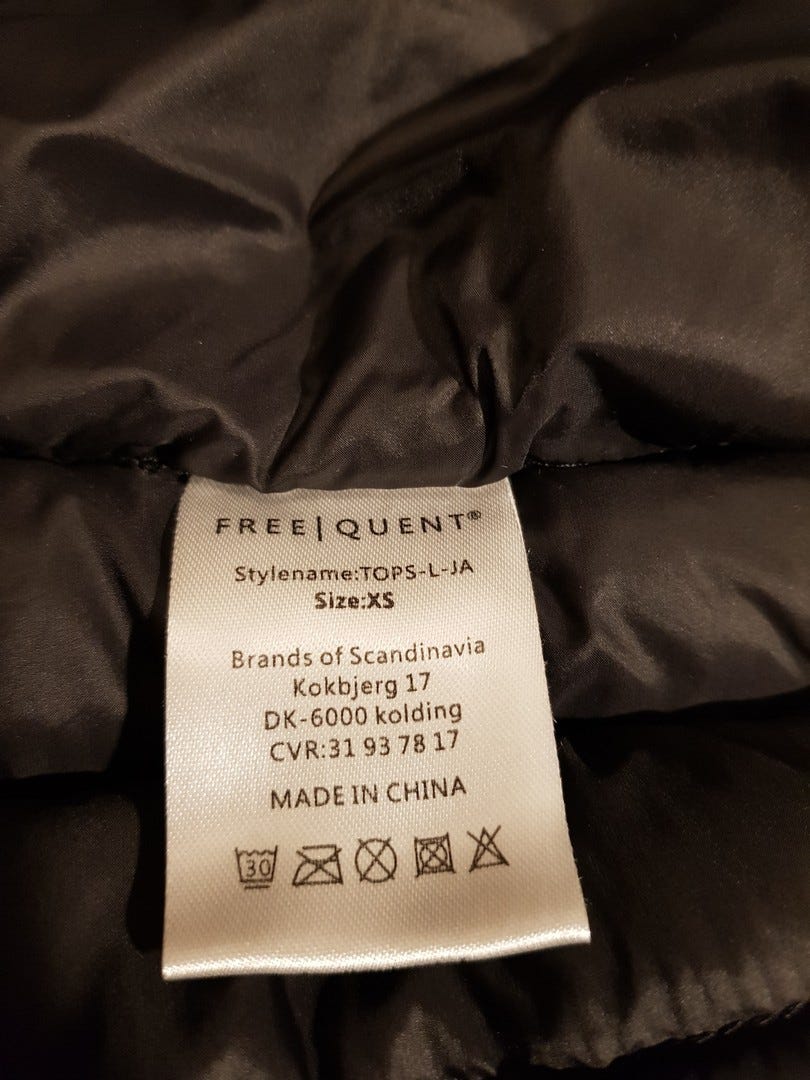 FREE|QUENT®
Stylename:TOPS-L-JA
Size:XS
Brands of Scandinavia
Kokbjerg 17
DK-6000 kolding
CVR:31 93 78 17
MADE IN CHINA
30